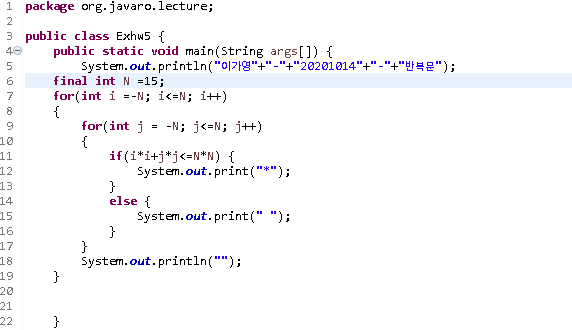 1 package org.javaro.lecture;
2
3 public class Exhw5 {
4 public static void main(String args[]) {
5 System.out.println("이가영"+"-"+"20201014"+"-"+"반복문");
6 final int N =15;
7 for(int i =-N; i<=N; i++)
8 {
9 for(int j = -N; j<=N; j++)
10 {
11 if(i*i+j*j<=N*N) {
12 System.out.print("*");
13 }
14 else {
15 System.out.print(" ");
16 }
17 }
18 System.out.println("");
19 }
20
21
22 }